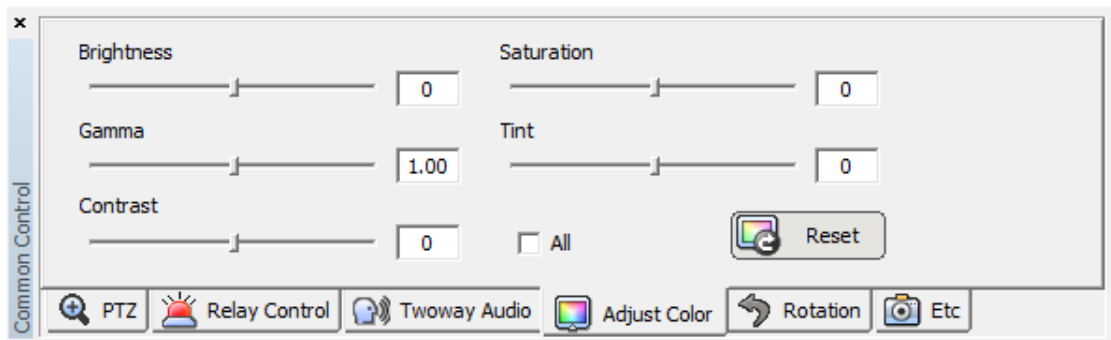 Brightness
0
Saturation
0
Gamma
1.00
Tint
0
Contrast
0
All
Reset
Common Control
PTZ
Relay Control
Twoway Audio
Adjust Color
Rotation
Etc